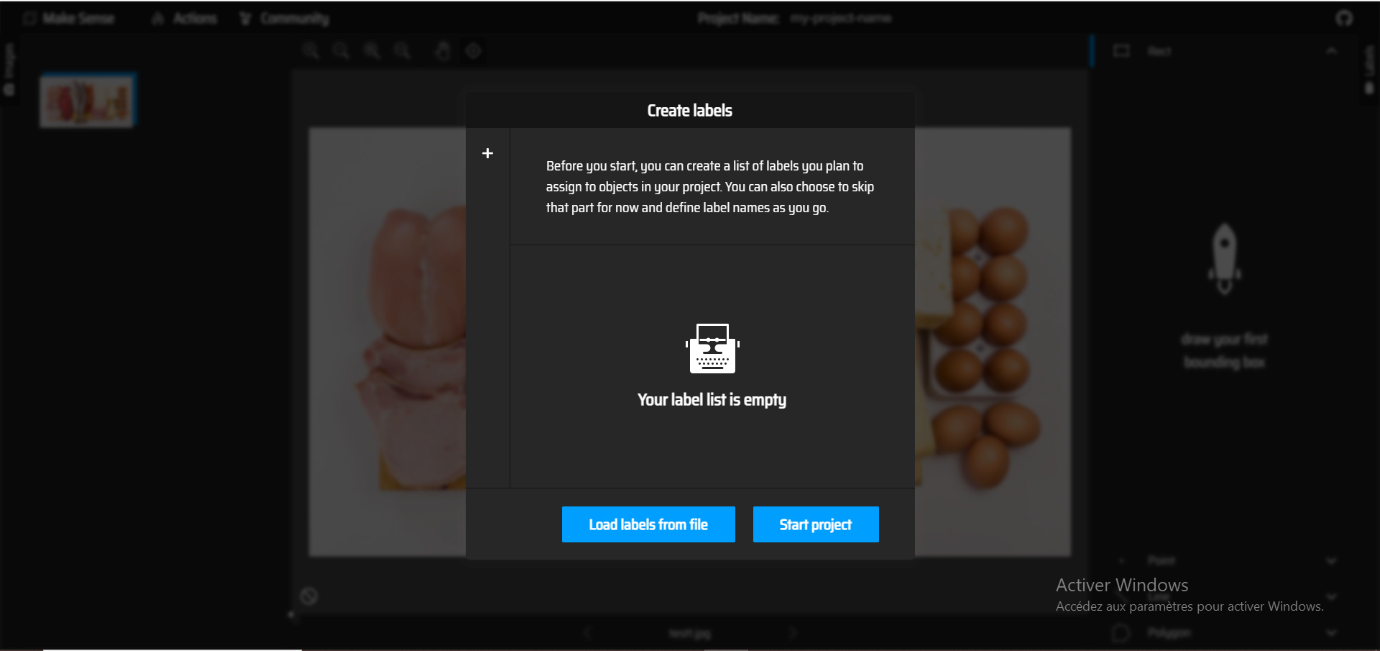 Make Sense
Actions
Community
Project Name: my-project-name
Images
Rect
Labels
Create labels
+
Before you start, you can create a list of labels you plan to
assign to objects in your project. You can also choose to skip
that part for now and define label names as you go.
draw your first
bounding box
Your label list is empty
Load labels from file
Start project
Point
Activer Windows
Line
Accédez aux paramètres pour activer Windows.
Polygon